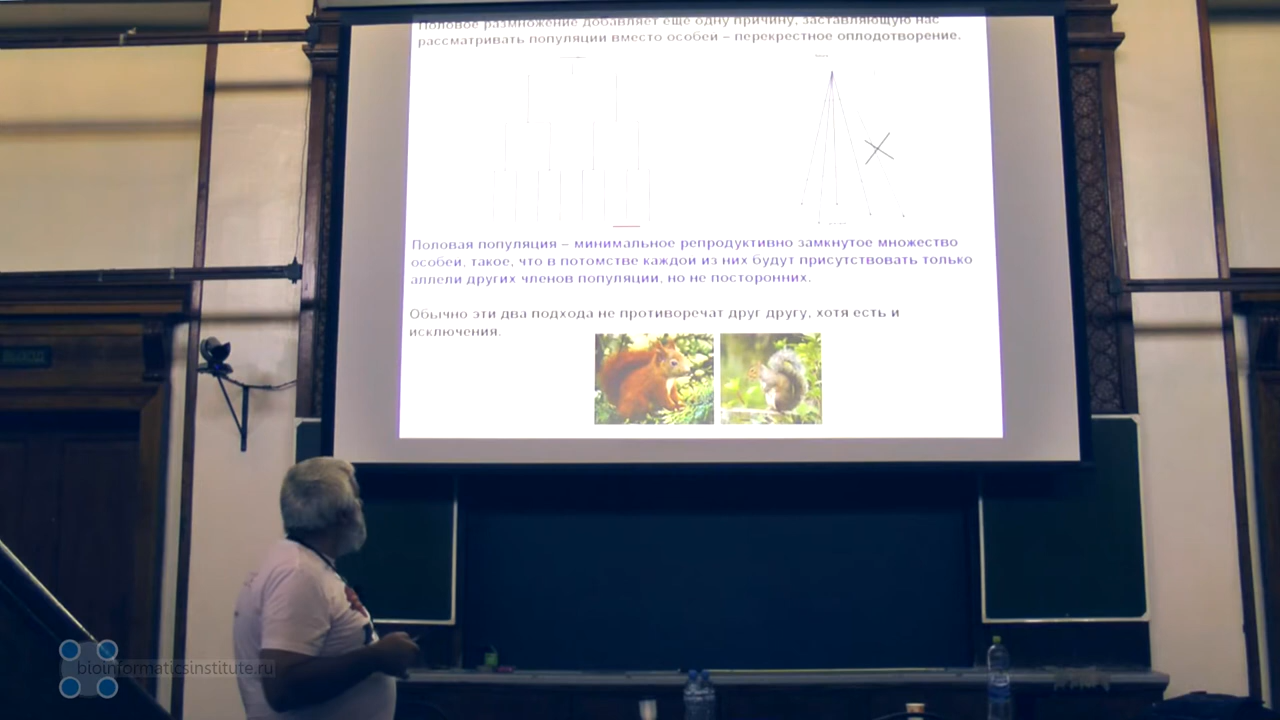 Половое размножение добавляет еще одну причину, заставляющую нас
рассматривать популяции вместо особей – перекрестное оплодотворение.
Половая популяция – минимальное репродуктивно замкнутое множество
особей, такое, что в потомстве каждой из них будут присутствовать только
аллели других членов популяции, но не посторонних.
Обычно эти два подхода не противоречат друг другу, хотя есть и
исключения.
ВЫХОД
bioinformaticsinstitute.ru